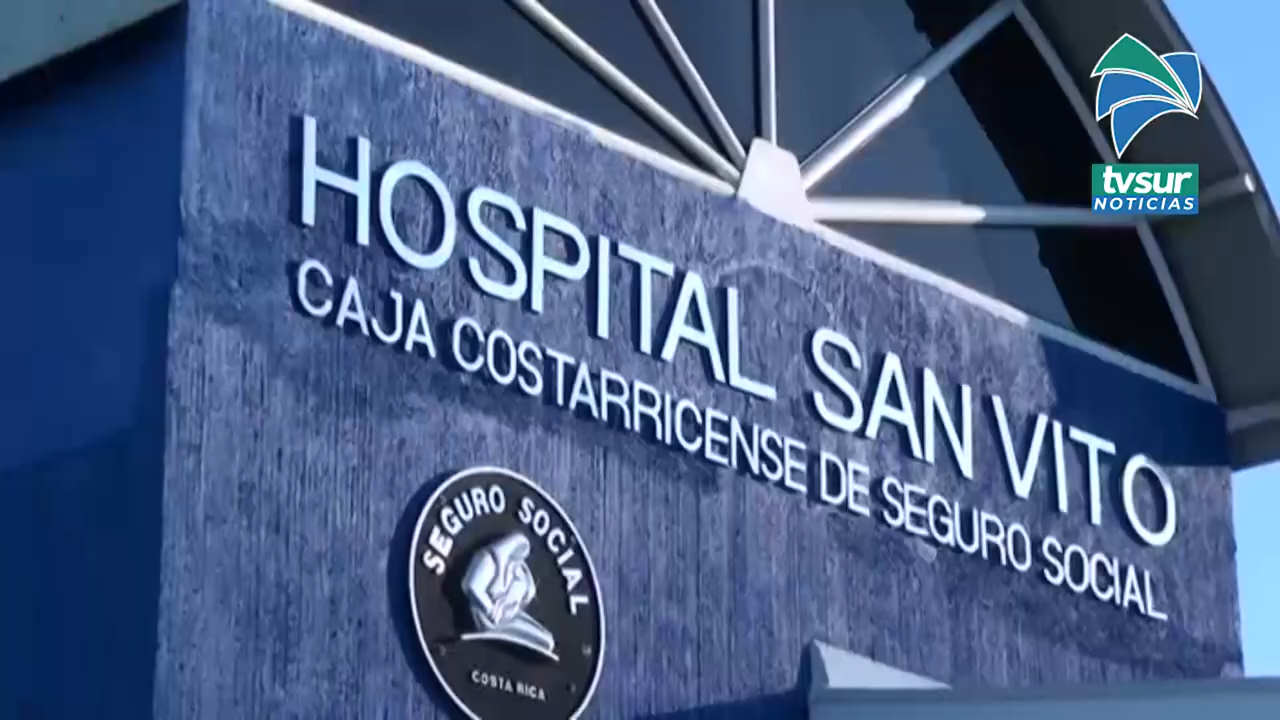 HOSPITAL SAN VITO
CAJA COSTARRICENSE DE SEGURO SOCIAL
SEGURO SOCIAL
COSTA RICA
tvsur
NOTICIAS